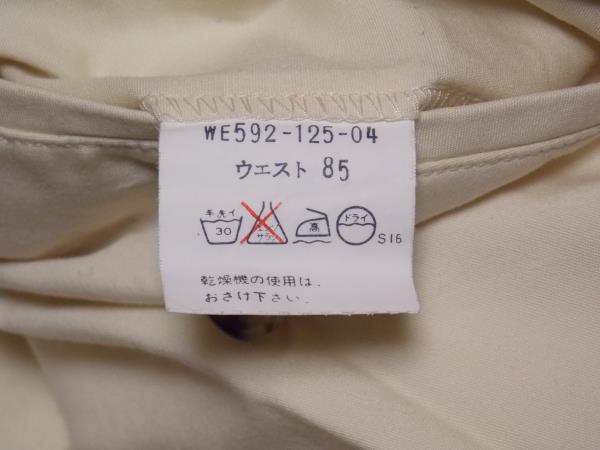 WE592-125-04
ウエスト 85
手洗イ 30 エンソ サラシ 高 ドライ S16
乾燥機の使用は、
おさけ下さい.